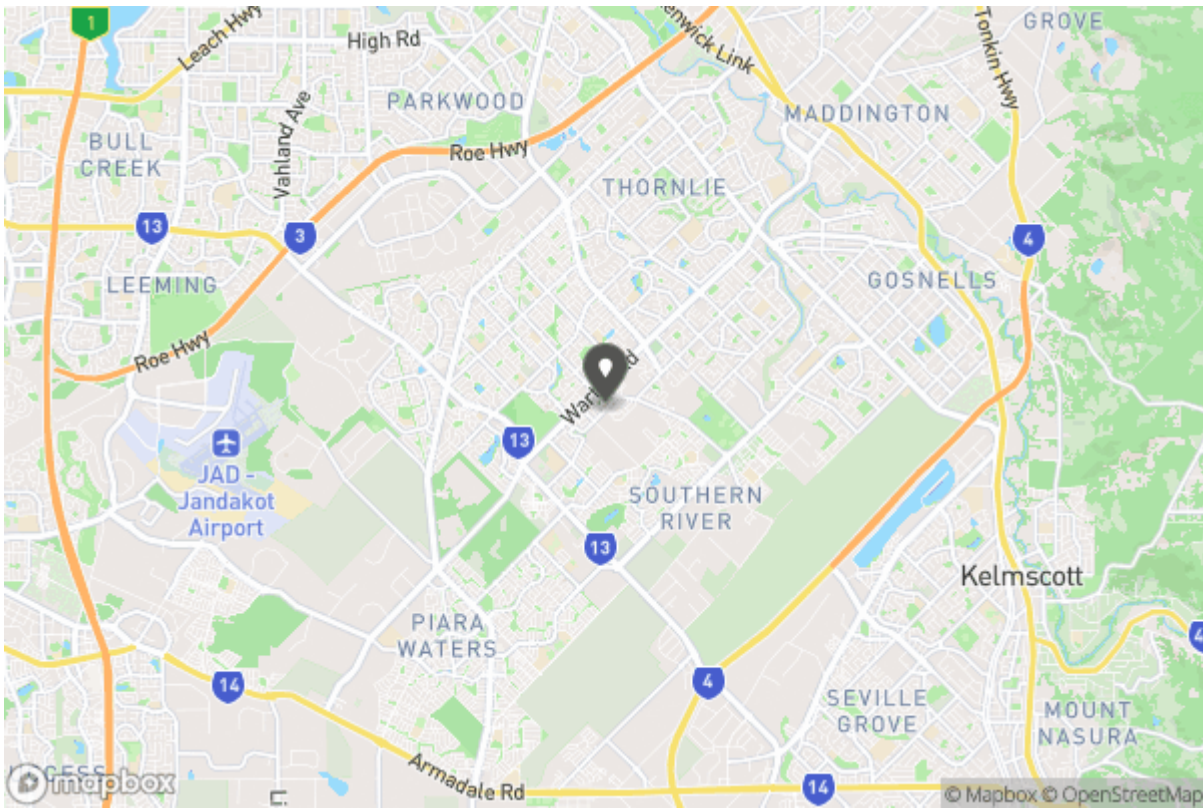 1
Leach Hwy
High Rd
enwick Link
GROVE
Tonkin Hwy
PARKWOOD
MADDINGTON
BULL
CREEK
Vahland Ave
Roe Hwy
THORNLIE
13
3
4
LEEMING
GOSNELLS
Roe Hwy
13
JAD -
Jandakot
Airport
SOUTHERN
RIVER
13
Kelmscott
PIARA
WATERS
4
14
4
SEVILLE
GROVE
MOUNT
NASURA
Armadale Rd
14
mapbox
© Mapbox © OpenStreetMap